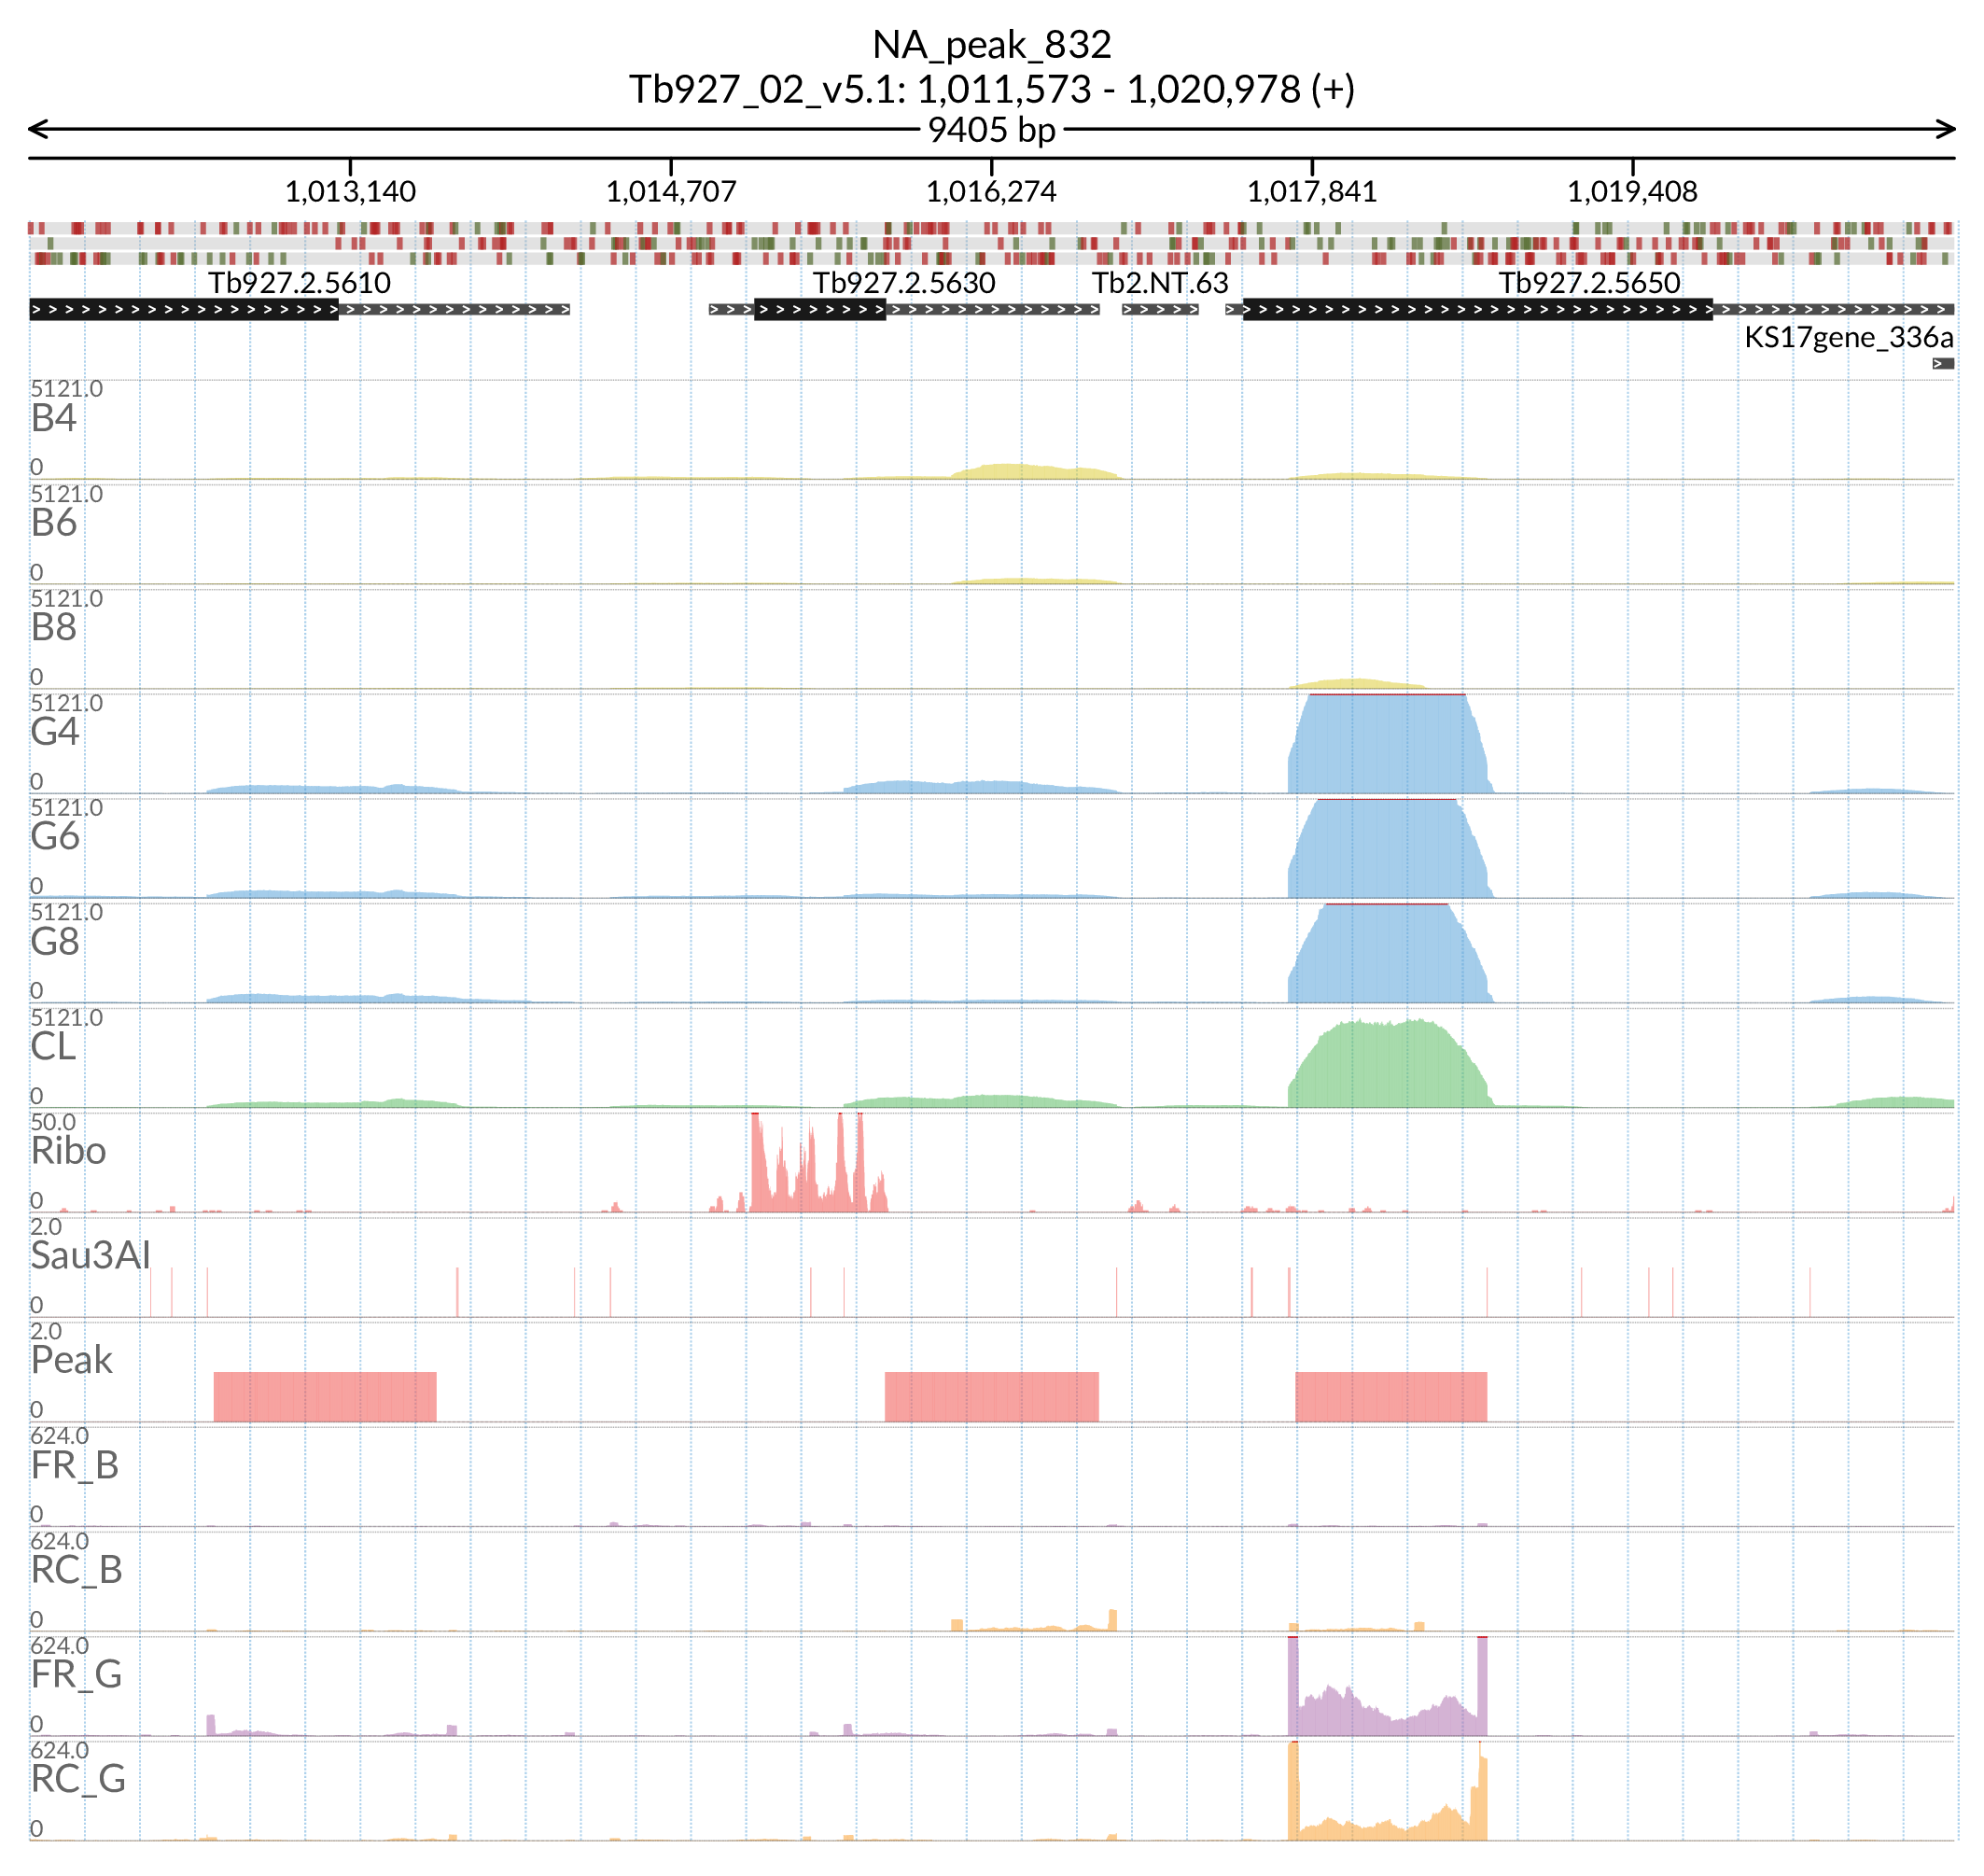 NA_peak_832
Tb927_02_v5.1: 1,011,573 - 1,020,978 (+)
9405 bp
1,013,140 1,014,707 1,016,274 1,017,841 1,019,408
Tb927.2.5610 Tb927.2.5630 Tb2.NT.63 Tb927.2.5650
KS17gene_336a
5121.0
B4
0
5121.0
B6
0
5121.0
B8
0
5121.0
G4
0
5121.0
G6
0
5121.0
G8
0
5121.0
CL
0
50.0
Ribo
0
2.0
Sau3AI
0
2.0
Peak
0
624.0
FR_B
0
624.0
RC_B
0
624.0
FR_G
0
624.0
RC_G
0